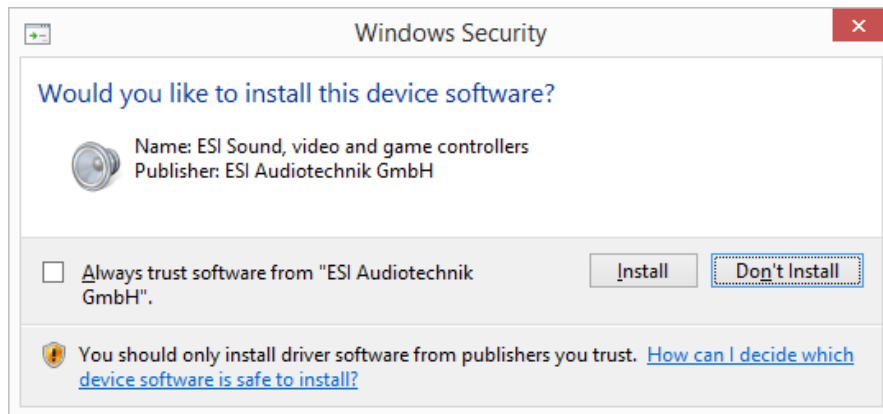 Windows Security
Would you like to install this device software?
Name: ESI Sound, video and game controllers
Publisher: ESI Audiotechnik GmbH
Always trust software from "ESI Audiotechnik
GmbH".
Install
Don't Install
You should only install driver software from publishers you trust. How can I decide which
device software is safe to install?